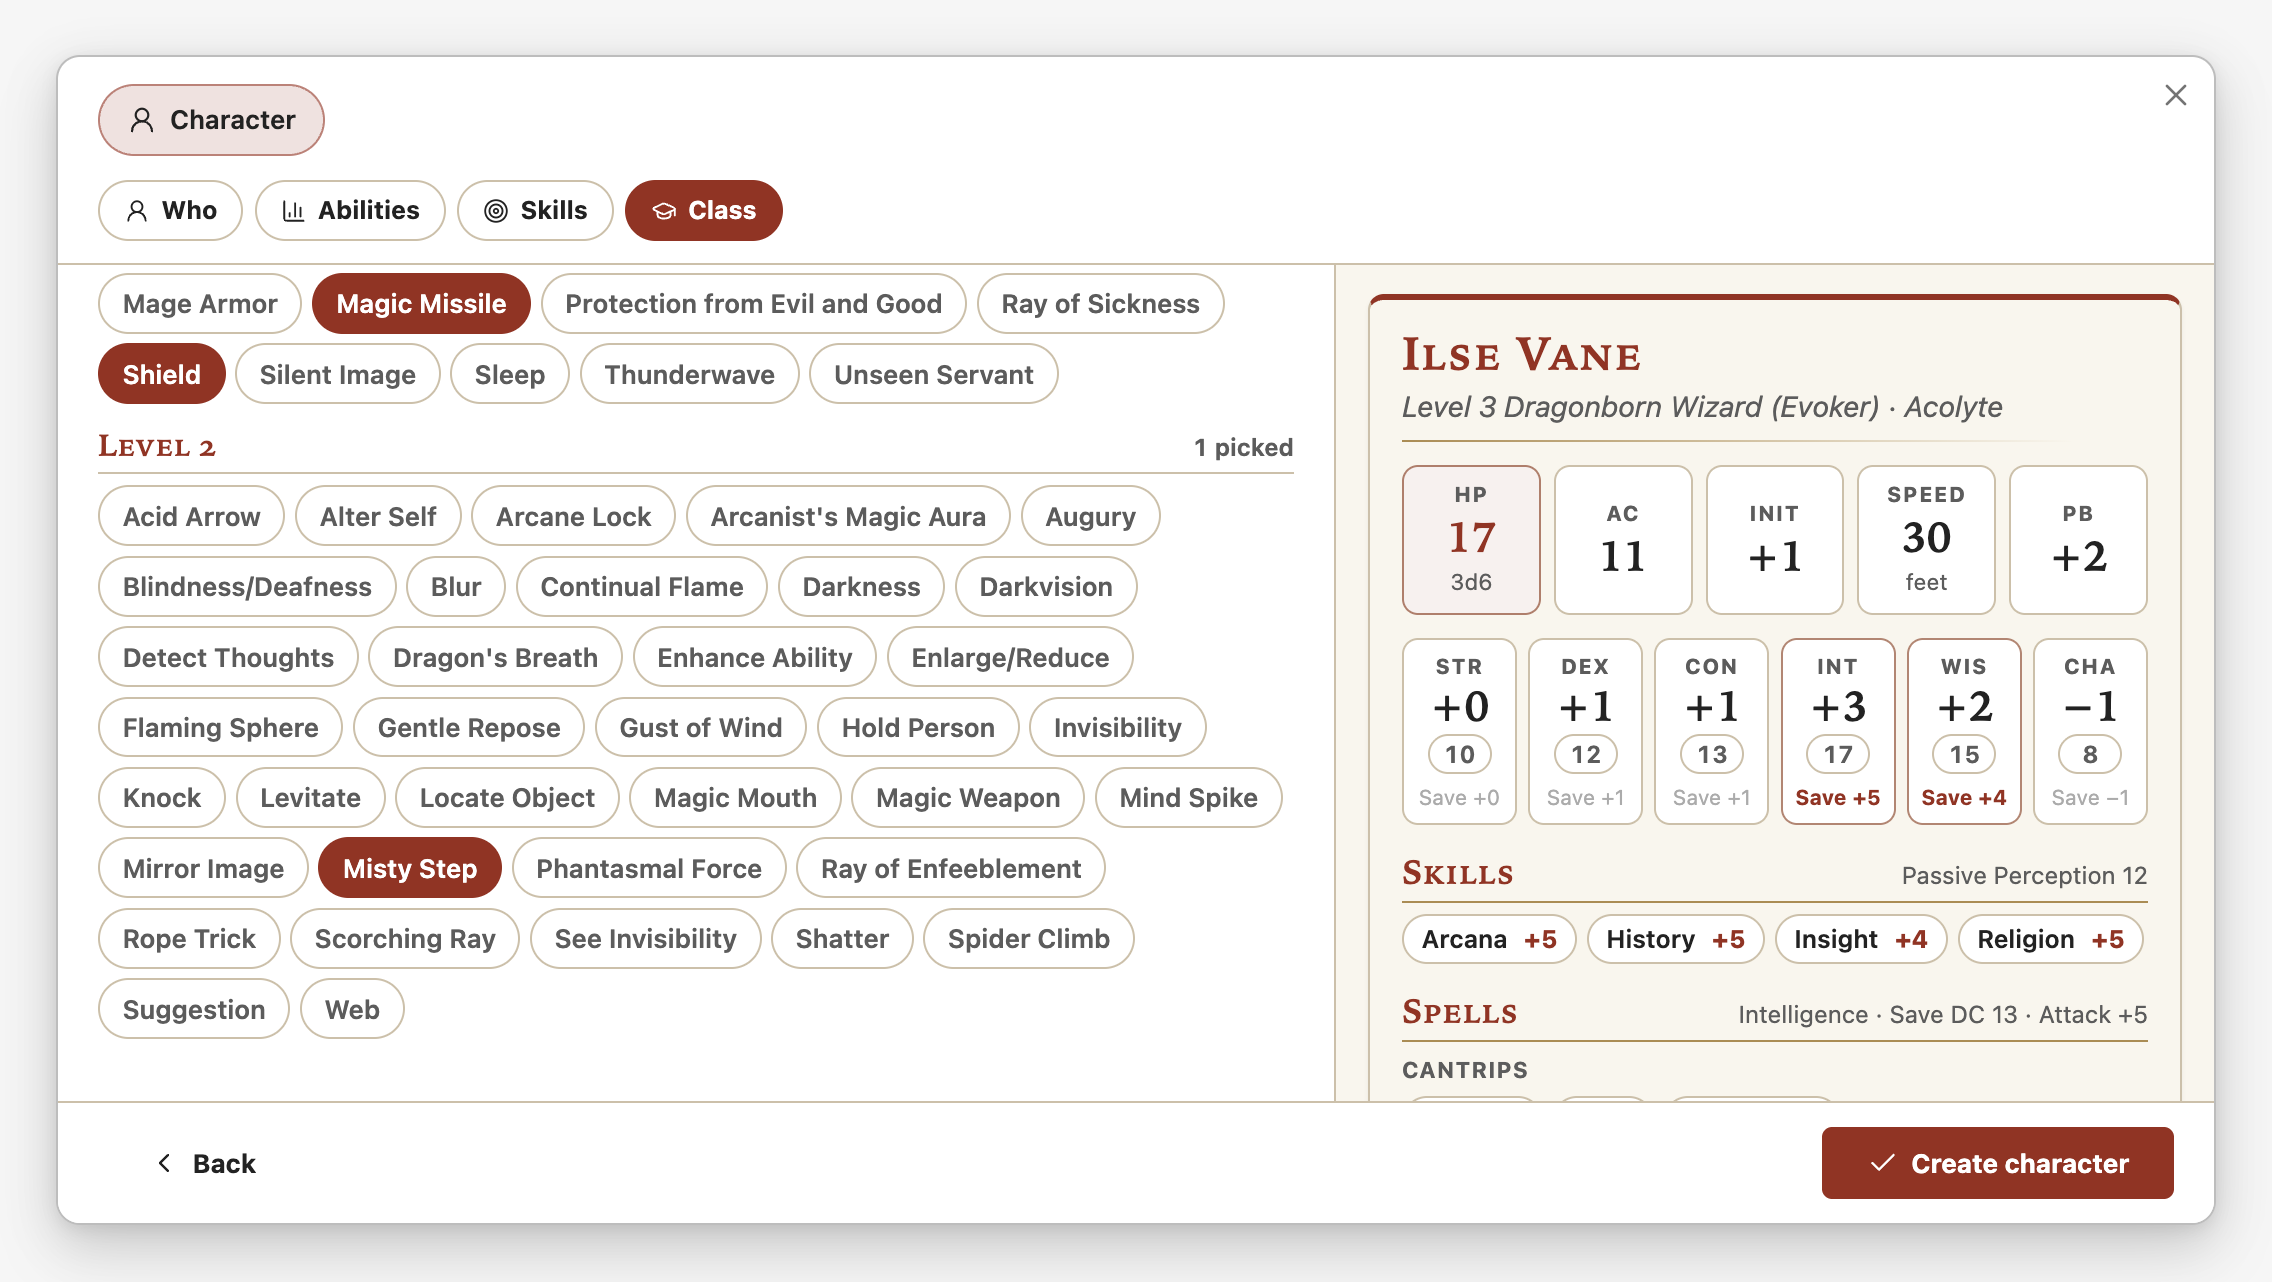 Character
Who Abilities Skills Class
Mage Armor Magic Missile Protection from Evil and Good Ray of Sickness
Shield Silent Image Sleep Thunderwave Unseen Servant
Level 2 1 picked
Acid Arrow Alter Self Arcane Lock Arcanist's Magic Aura Augury
Blindness/Deafness Blur Continual Flame Darkness Darkvision
Detect Thoughts Dragon's Breath Enhance Ability Enlarge/Reduce
Flaming Sphere Gentle Repose Gust of Wind Hold Person Invisibility
Knock Levitate Locate Object Magic Mouth Magic Weapon Mind Spike
Mirror Image Misty Step Phantasmal Force Ray of Enfeeblement
Rope Trick Scorching Ray See Invisibility Shatter Spider Climb
Suggestion Web
Ilse Vane
Level 3 Dragonborn Wizard (Evoker) · Acolyte
HP AC INIT SPEED PB
17 11 +1 30 +2
3d6 feet
STR DEX CON INT WIS CHA
+0 +1 +1 +3 +2 −1
10 12 13 17 15 8
Save +0 Save +1 Save +1 Save +5 Save +4 Save −1
Skills Passive Perception 12
Arcana +5 History +5 Insight +4 Religion +5
Spells Intelligence · Save DC 13 · Attack +5
CANTRIPS
Back Create character